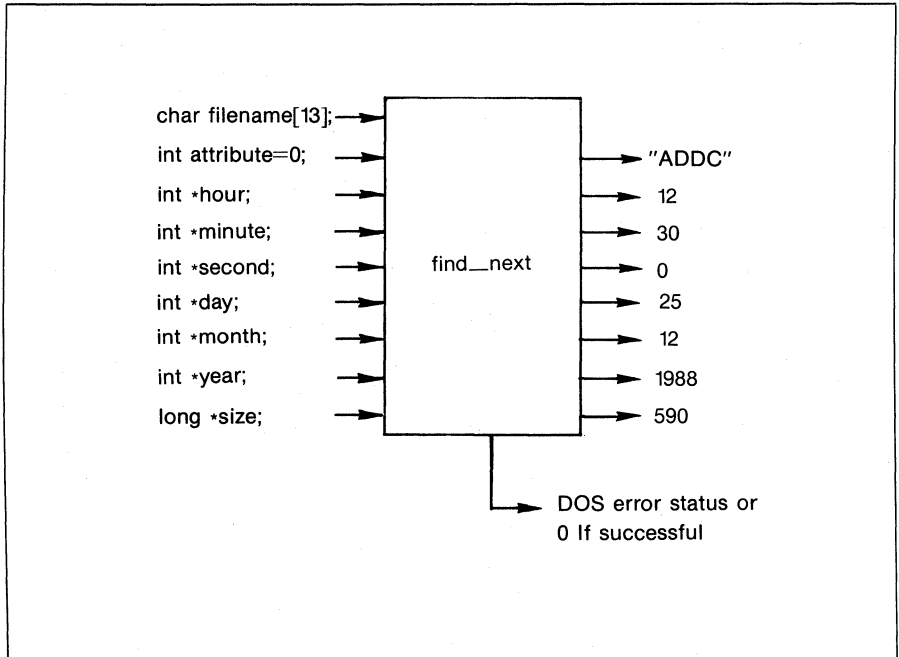 char filename[13];
int attribute=0;
int *hour;
int *minute;
int *second;
int *day;
int *month;
int *year;
long *size;
find__next
"ADDC"
12
30
0
25
12
1988
590
DOS error status or
0 If successful